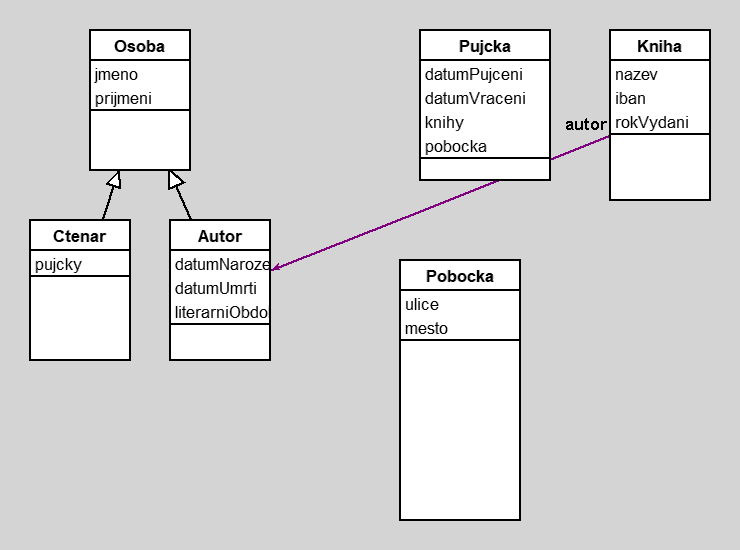 Osoba
jmeno
prijmeni
Pujcka
datumPujceni
datumVraceni
knihy
pobocka
Kniha
nazev
iban
rokVydani
autor
Ctenar
pujcky
Autor
datumNaroze
datumUmrti
literarniObdo
Pobocka
ulice
mesto